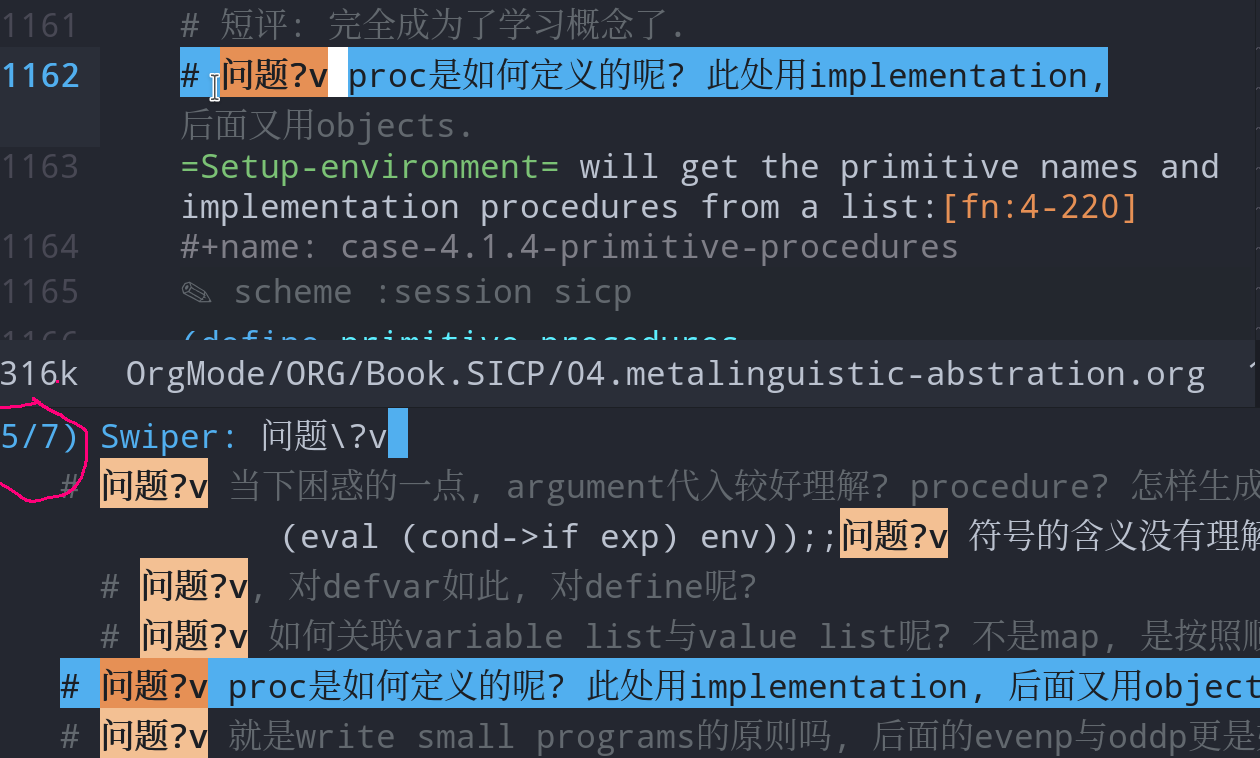 1161 # 短评: 完全成为了学习概念了.
1162 # 问题?v proc是如何定义的呢? 此处用implementation,
后面又用objects.
1163 =Setup-environment= will get the primitive names and
implementation procedures from a list:[fn:4-220]
1164 #+name: case-4.1.4-primitive-procedures
1165 ✎ scheme :session sicp
1166 (define primitive-procedures
316k OrgMode/ORG/Book.SICP/04.metalinguistic-abstration.org
5/7) Swiper: 问题\?v
# 问题?v 当下困惑的一点, argument代入较好理解? procedure? 怎样生成
(eval (cond->if exp) env));;问题?v 符号的含义没有理解
# 问题?v, 对defvar如此, 对define呢?
# 问题?v 如何关联variable list与value list呢? 不是map, 是按照顺
# 问题?v proc是如何定义的呢? 此处用implementation, 后面又用object
# 问题?v 就是write small programs的原则吗, 后面的evenp与oddp更是